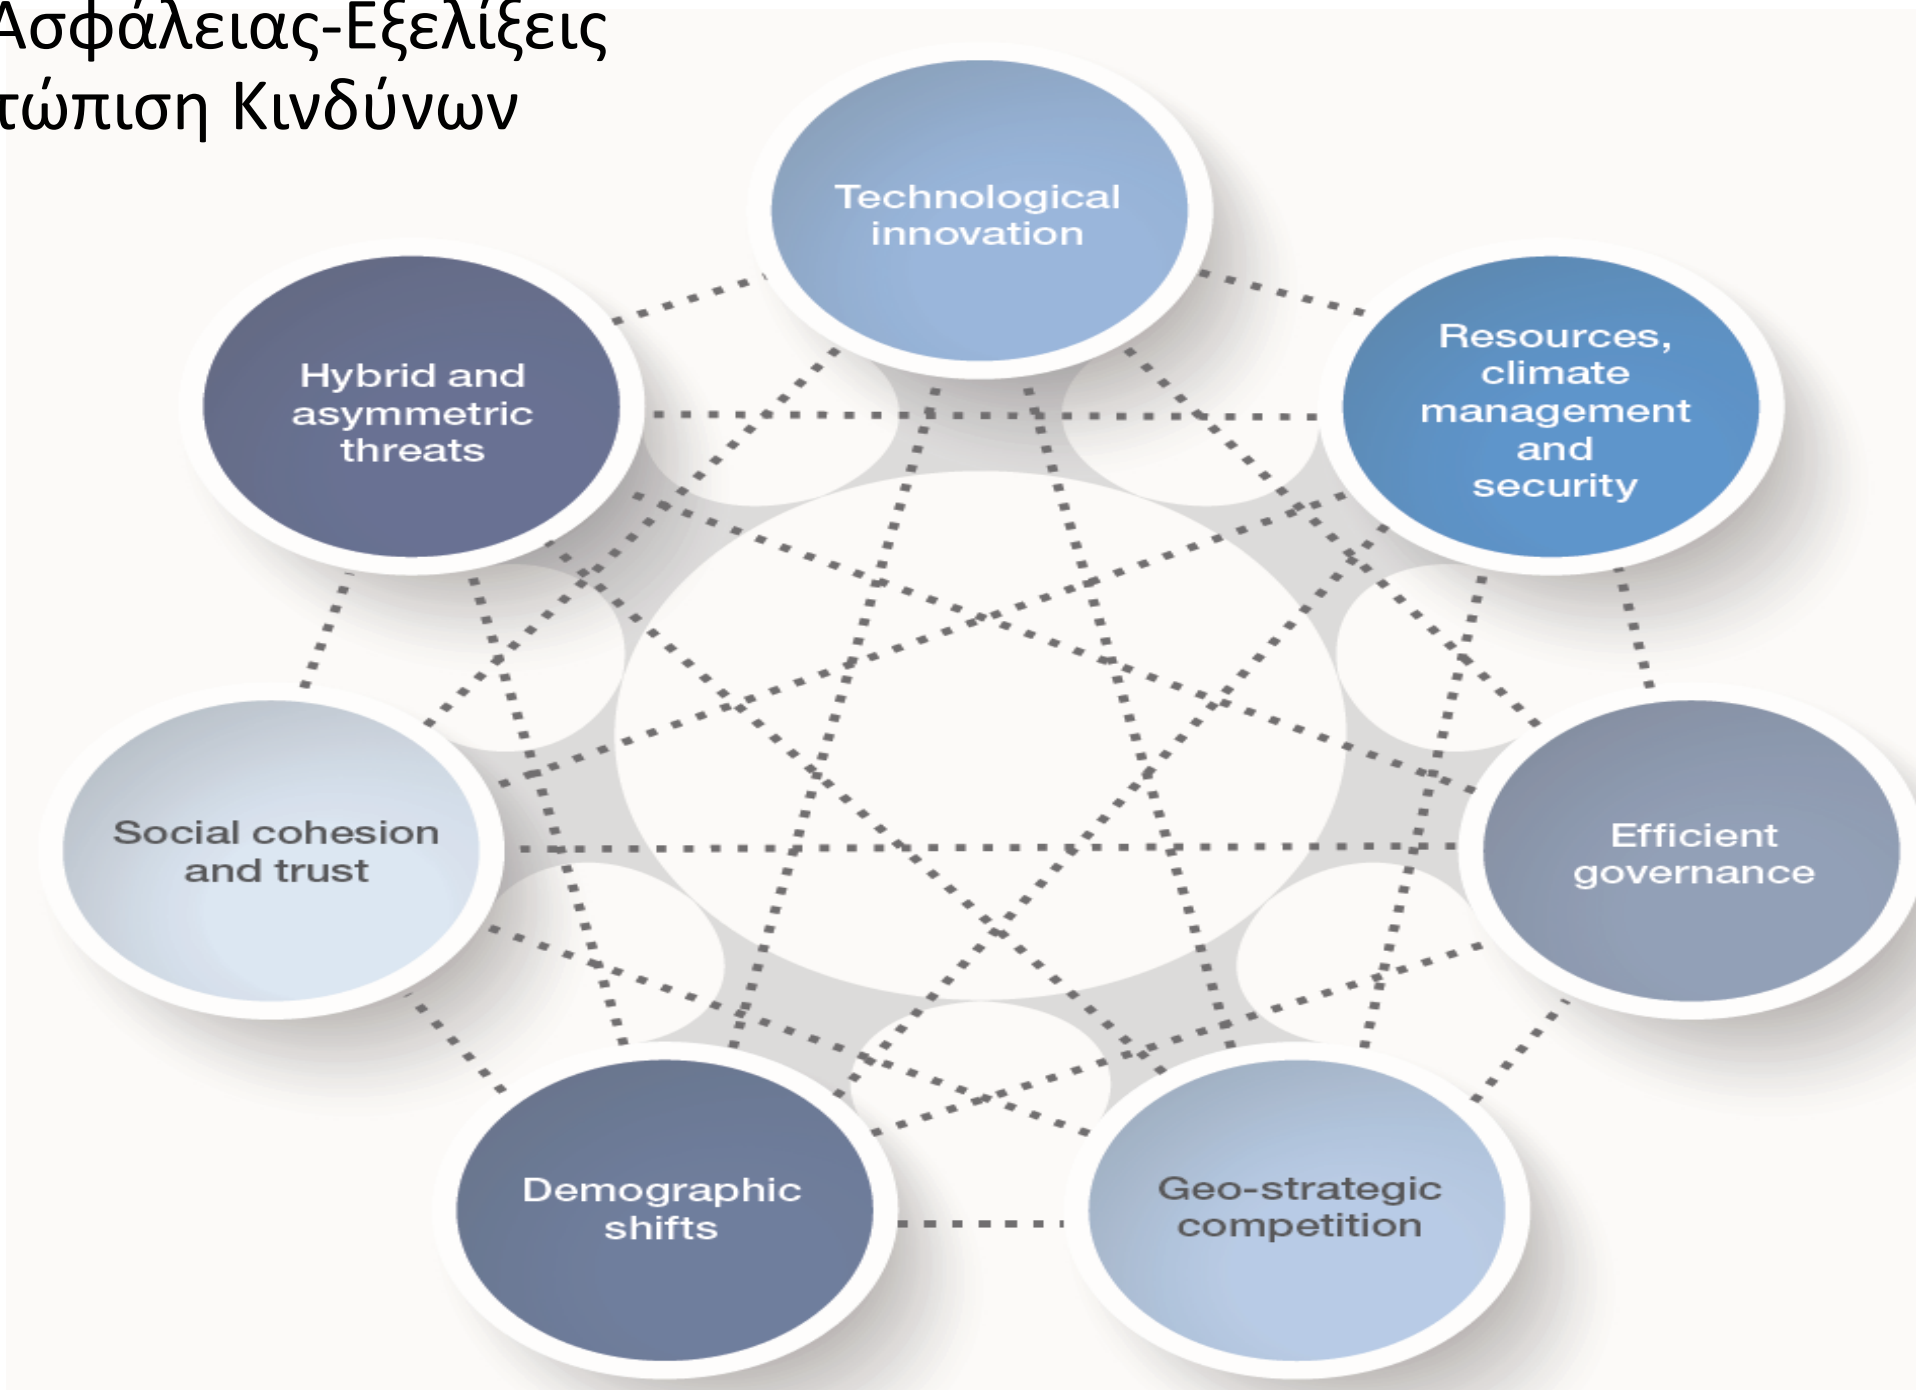 Ασφάλειας-Εξελίξεις
τώπιση Κινδύνων
Technological
innovation
Hybrid and
asymmetric
threats
Resources,
climate
management
and
security
Social cohesion
and trust
Efficient
governance
Demographic
shifts
Geo-strategic
competition